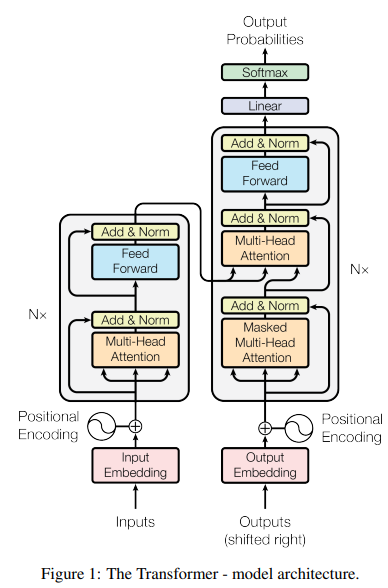 Output
Probabilities
Softmax
Linear
Add & Norm
Feed
Forward
Add & Norm
Multi-Head
Attention
Nx
Add & Norm
Masked
Multi-Head
Attention
Add & Norm
Feed
Forward
Nx
Add & Norm
Multi-Head
Attention
Positional
Encoding
Positional
Encoding
Input
Embedding
Output
Embedding
Inputs
Outputs
(shifted right)
Figure 1: The Transformer - model architecture.